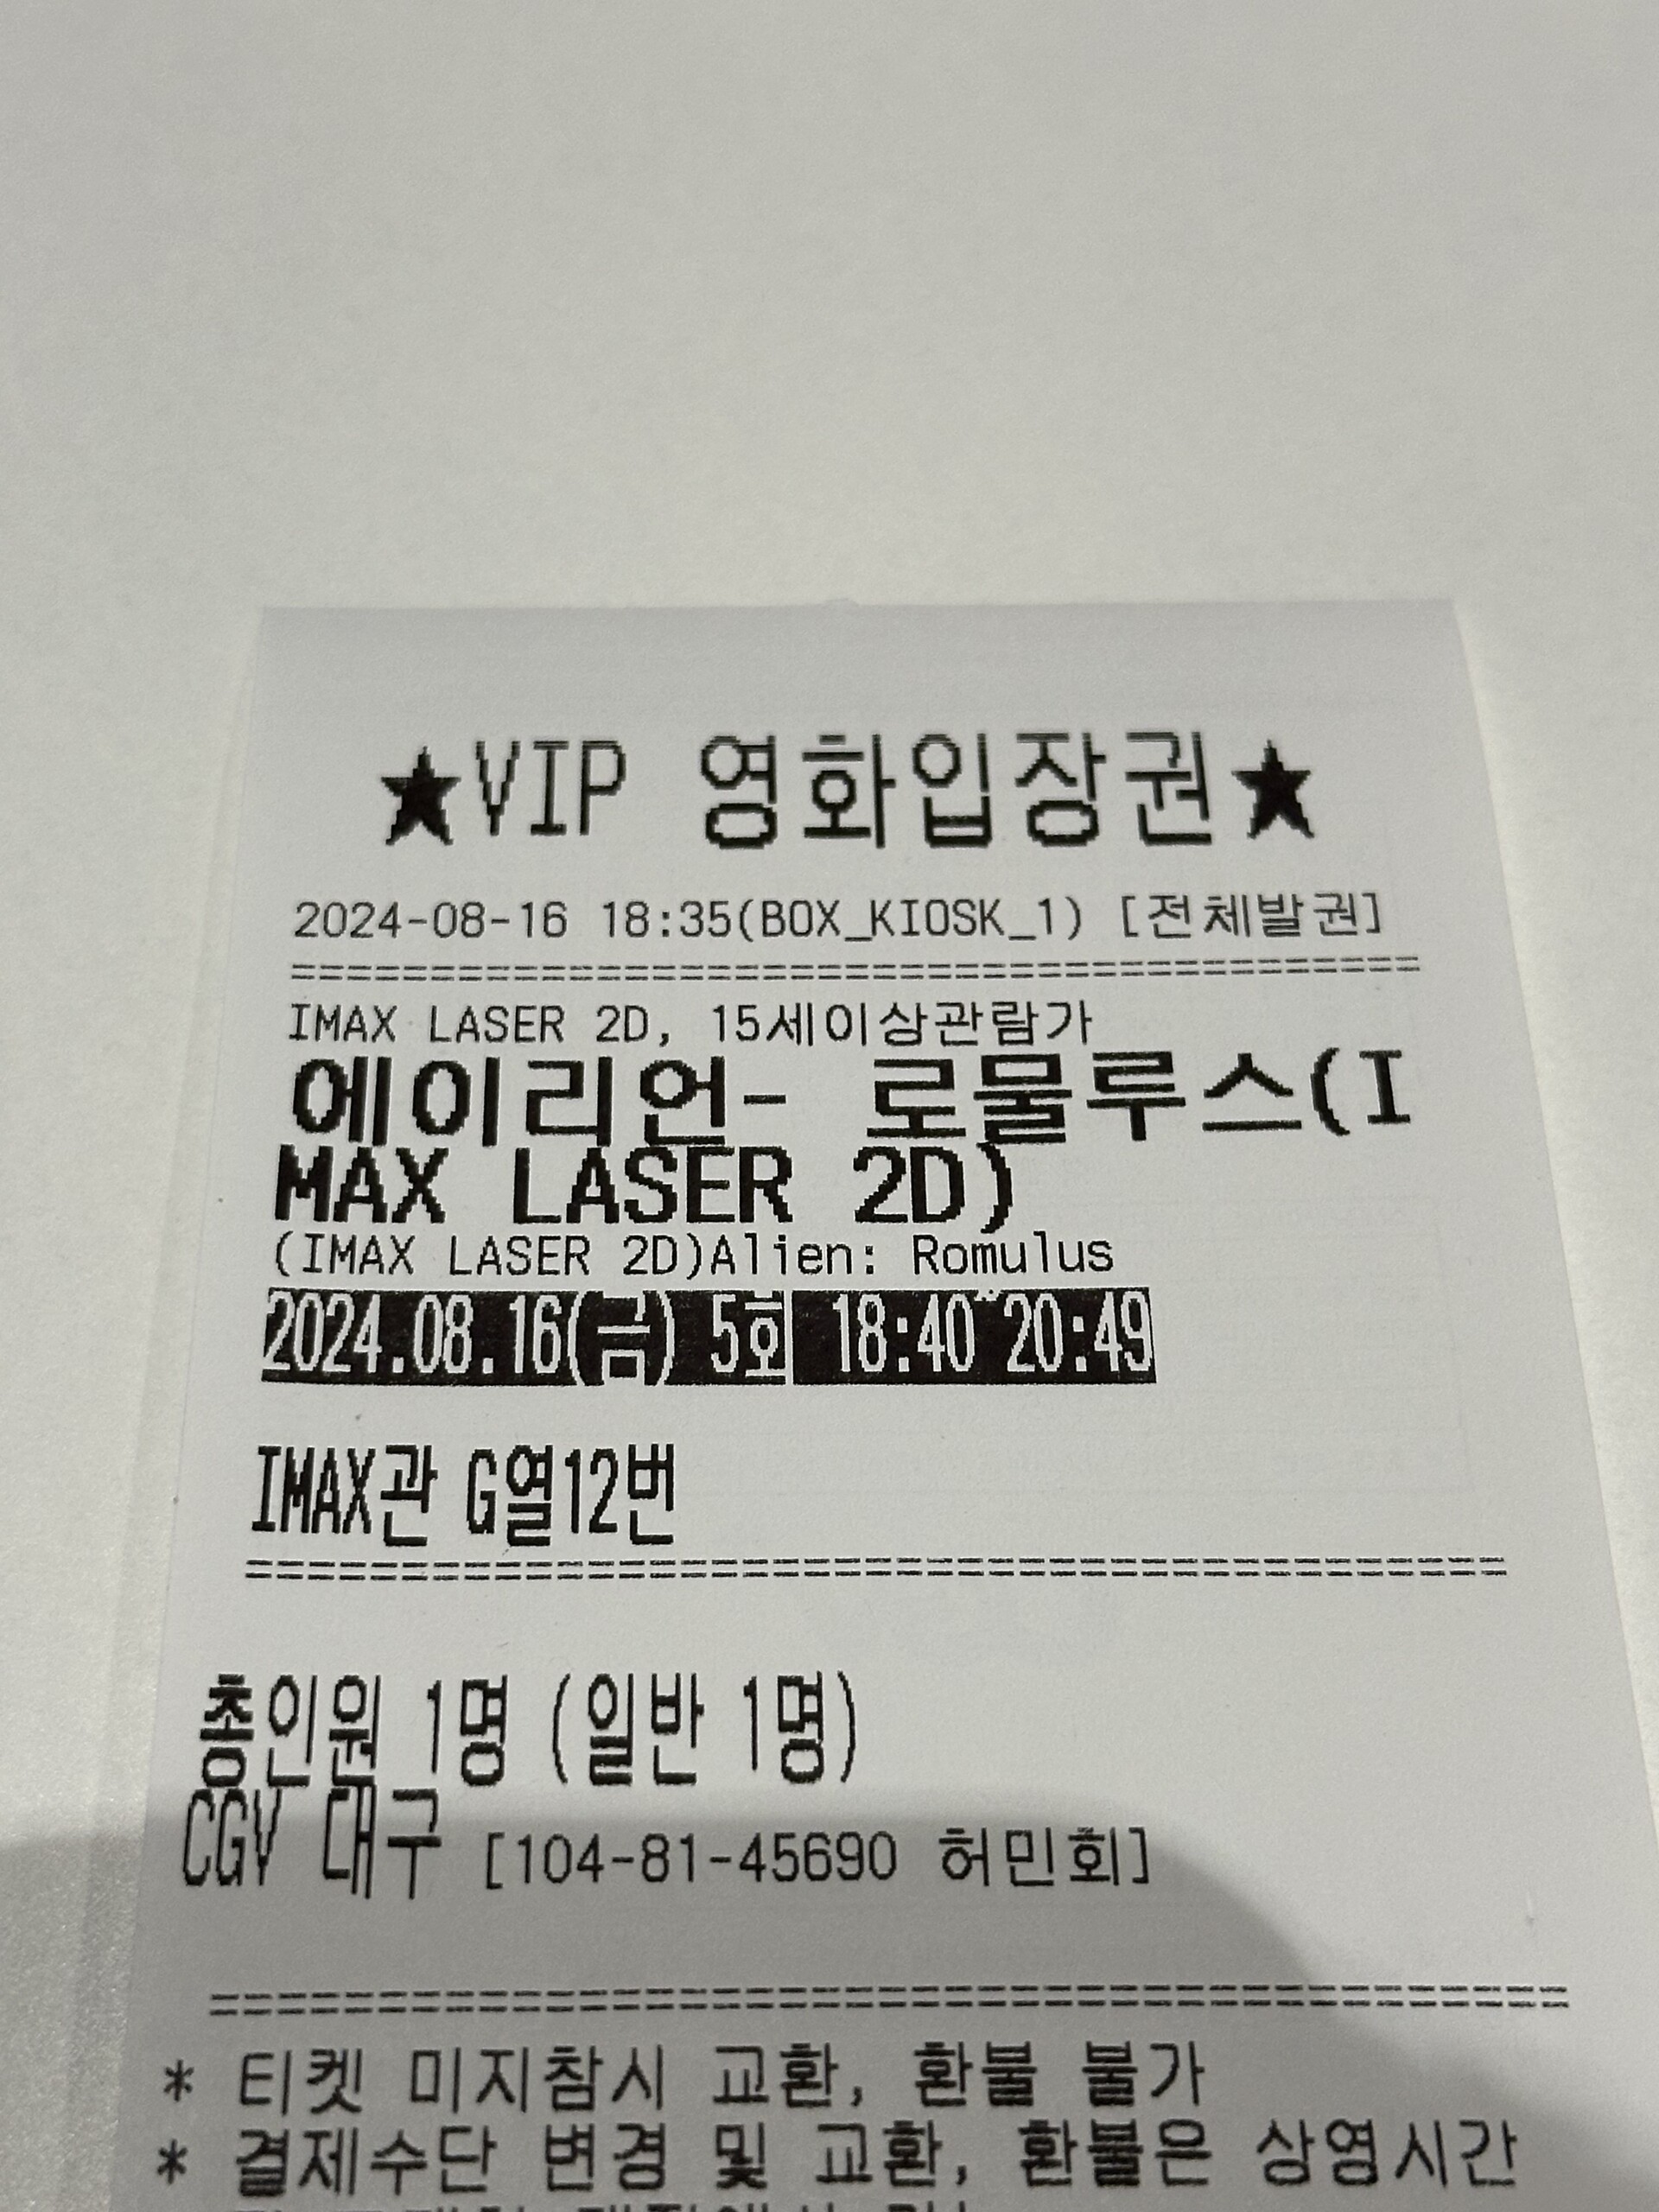 ★VIP 영화입장권★
2024-08-16 18:35(BOX_KIOSK_1) [전체발권]
========================================
IMAX LASER 2D, 15세이상관람가
에이리언- 로물루스(I
MAX LASER 2D)
(IMAX LASER 2D)Alien: Romulus
2024.08.16(금) 5회 18:40~20:49
IMAX관 G열12번
========================================
총인원 1명 (일반 1명)
CGV 대구 [104-81-45690 허민회]
========================================
* 티켓 미지참시 교환, 환불 불가
* 결제수단 변경 및 교환, 환불은 상영시간